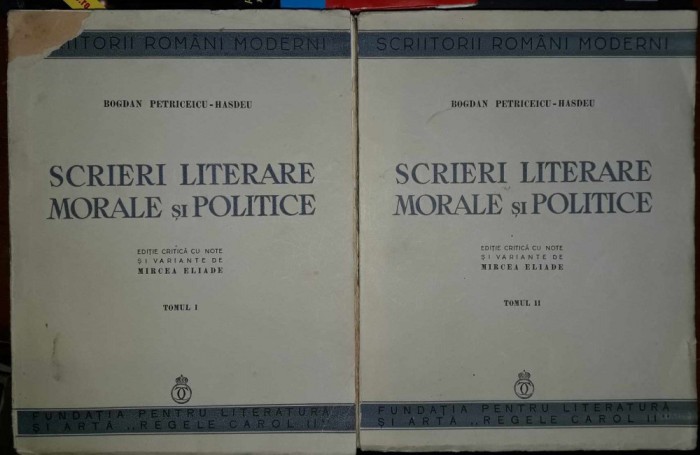 SCRIITORII ROMÂNI MODERNI
BOGDAN PETRICEICU-HASDEU
SCRIERI LITERARE
MORALE și POLITICE
EDIȚIE CRITICĂ CU NOTE
ȘI VARIANTE DE
MIRCEA ELIADE
TOMUL I
FUNDAȚIA PENTRU LITERATURĂ
ȘI ARTĂ „REGELE CAROL II"
SCRIITORII ROMÂNI MODERNI
BOGDAN PETRICEICU-HASDEU
SCRIERI LITERARE
MORALE și POLITICE
EDIȚIE CRITICĂ CU NOTE
ȘI VARIANTE DE
MIRCEA ELIADE
TOMUL II
FUNDAȚIA PENTRU LITERATURĂ
ȘI ARTĂ „REGELE CAROL II"